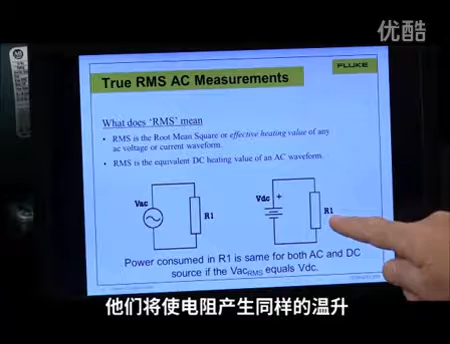 优酷
FLUKE
True RMS AC Measurements
What does ‘RMS’ mean
• RMS is the Root Mean Square or effective heating value of any
ac voltage or current waveform.
• RMS is the equivalent DC heating value of an AC waveform.
Vac
R1
Vdc
+
R1
Power consumed in R1 is same for both AC and DC
source if the VacRMS equals Vdc.
他们将使电阻产生同样的温升